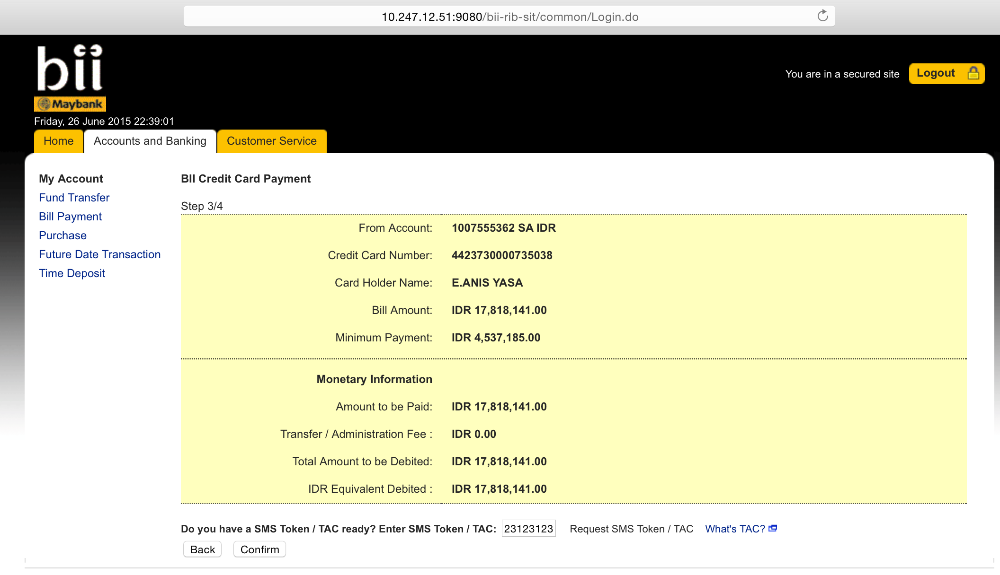 10.247.12.51:9080/bii-rib-sit/common/Login.do
bii
Maybank
You are in a secured site
Logout
Friday, 26 June 2015 22:39:01
Home Accounts and Banking Customer Service
My Account
Fund Transfer
Bill Payment
Purchase
Future Date Transaction
Time Deposit
BII Credit Card Payment
Step 3/4
From Account: 1007555362 SA IDR
Credit Card Number: 4423730000735038
Card Holder Name: E.ANIS YASA
Bill Amount: IDR 17,818,141.00
Minimum Payment: IDR 4,537,185.00
Monetary Information
Amount to be Paid: IDR 17,818,141.00
Transfer / Administration Fee : IDR 0.00
Total Amount to be Debited: IDR 17,818,141.00
IDR Equivalent Debited : IDR 17,818,141.00
Do you have a SMS Token / TAC ready? Enter SMS Token / TAC: 23123123 Request SMS Token / TAC What's TAC?
Back Confirm